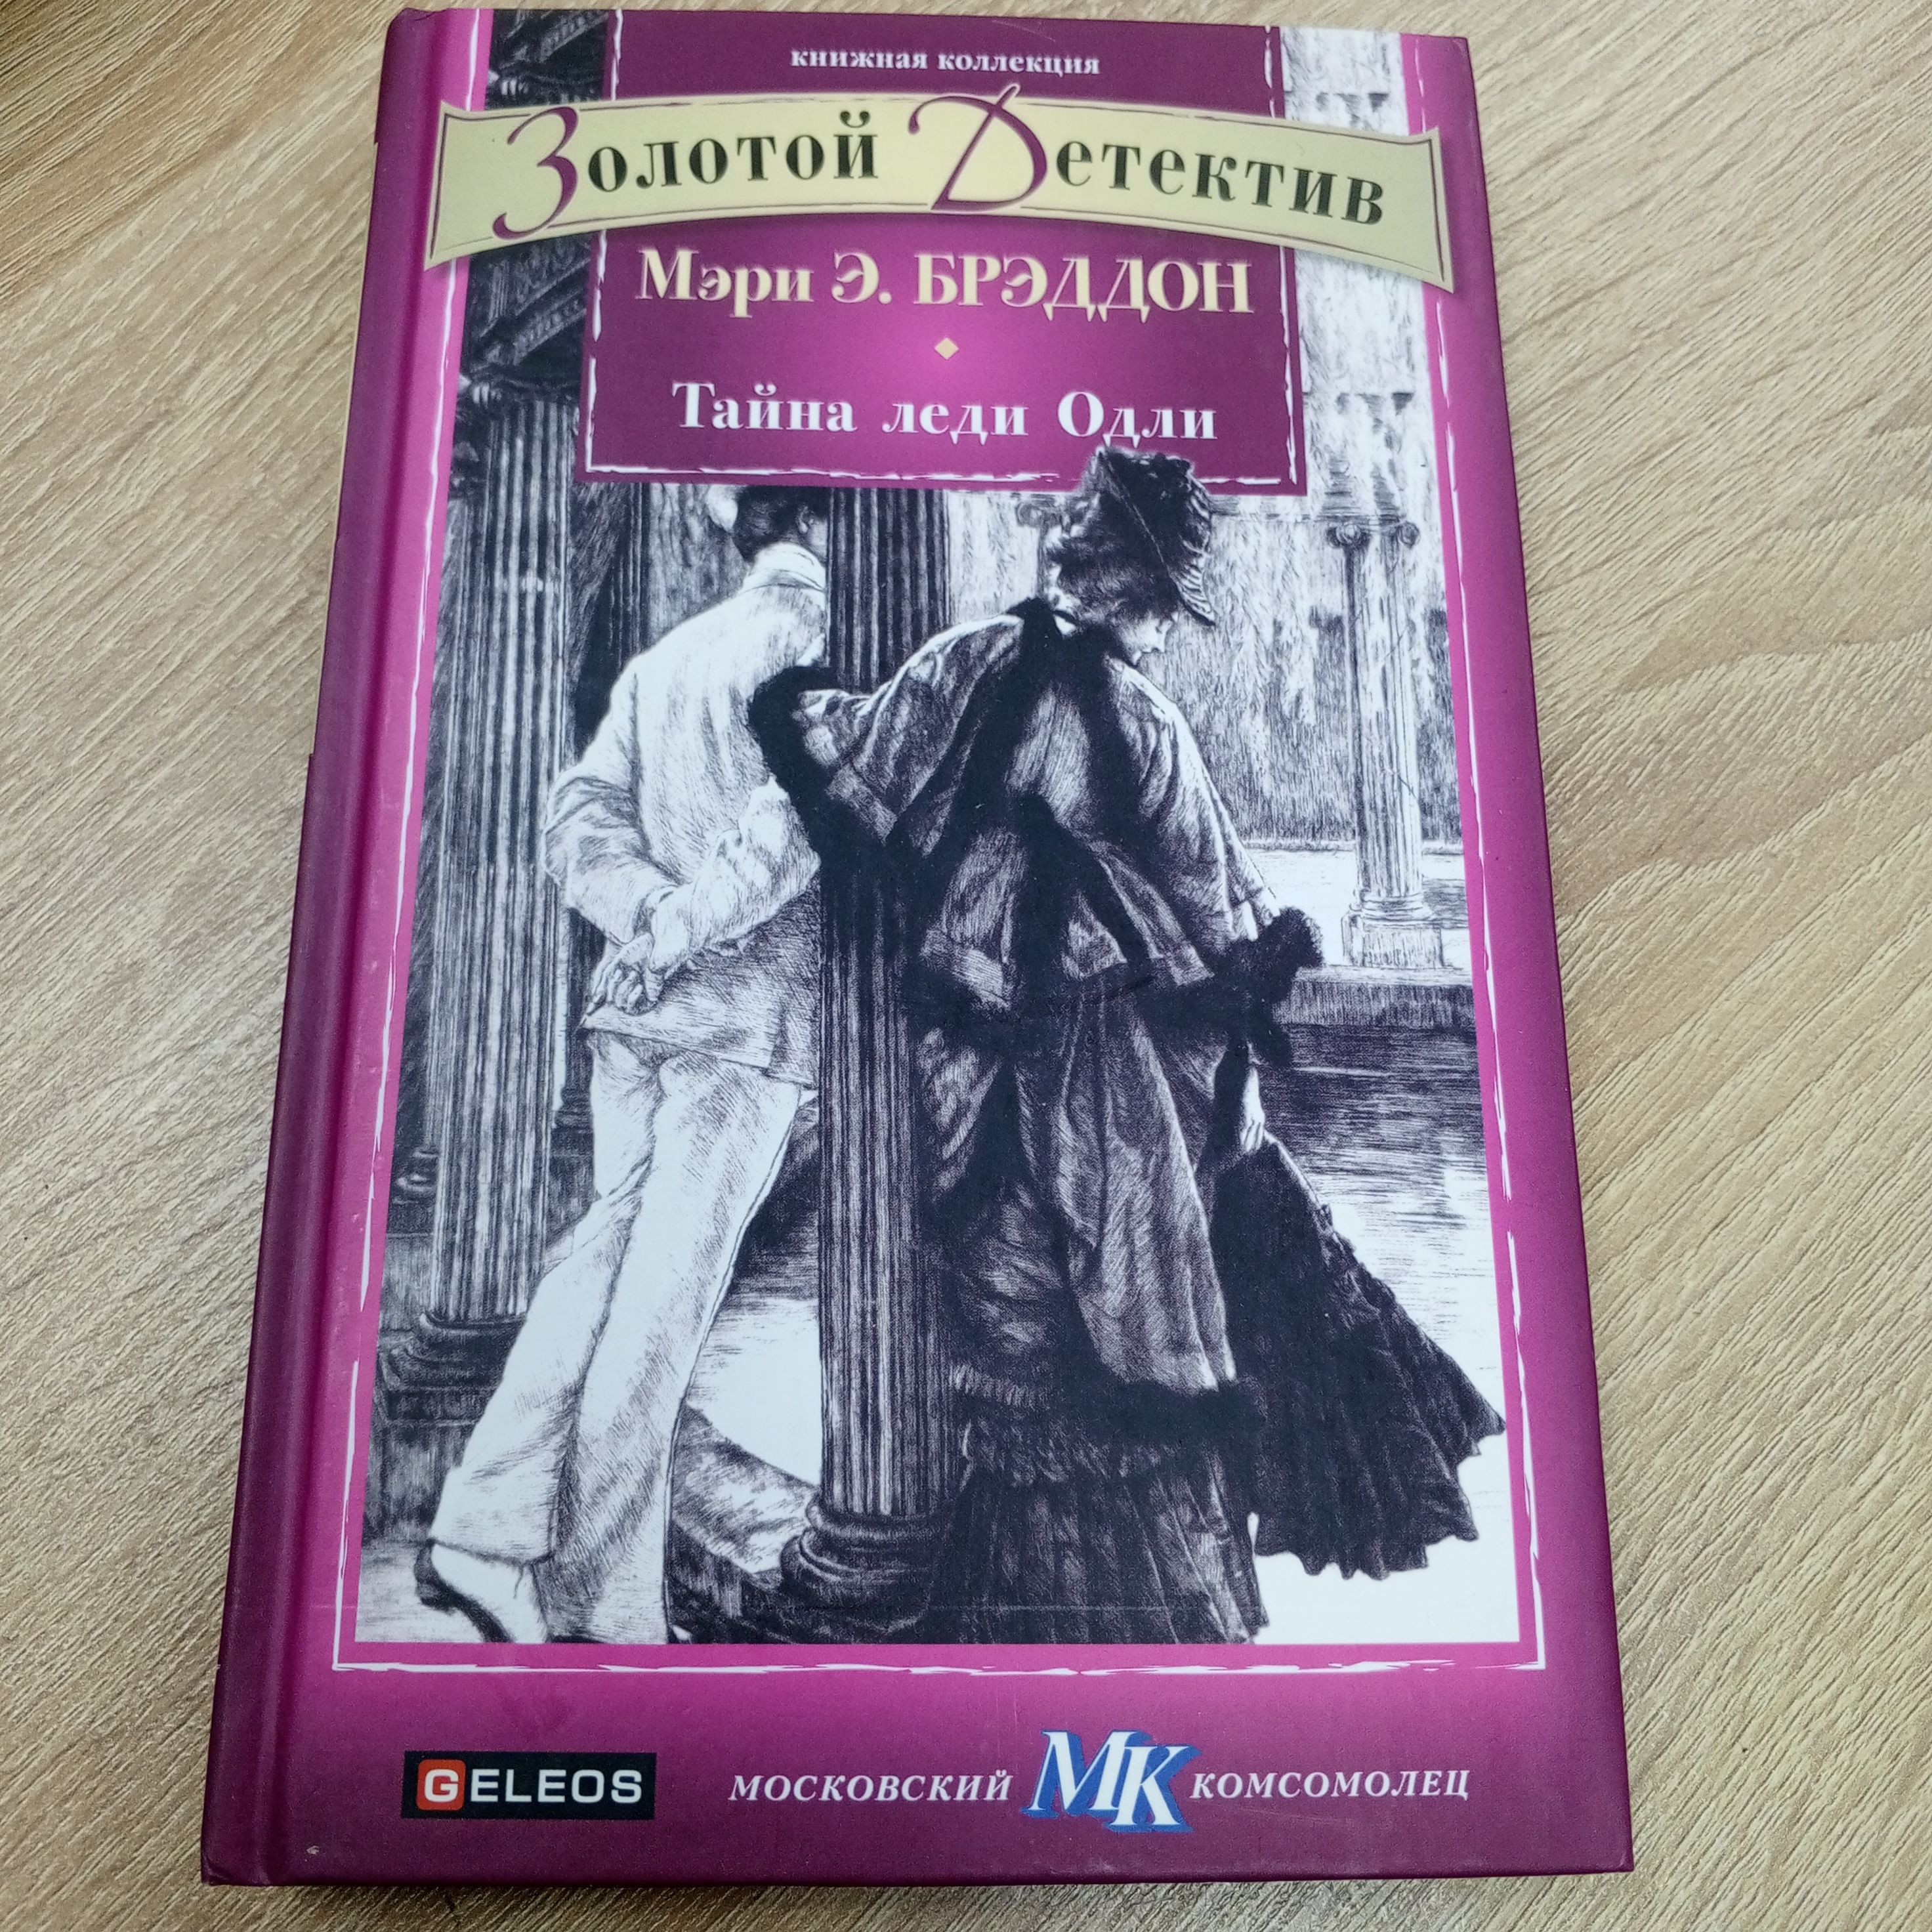 книжная коллекция
Золотой Детектив
Мэри Э. БРЭДДОН
Тайна леди Одли
GELEOS
МОСКОВСКИЙ МК КОМСОМОЛЕЦ